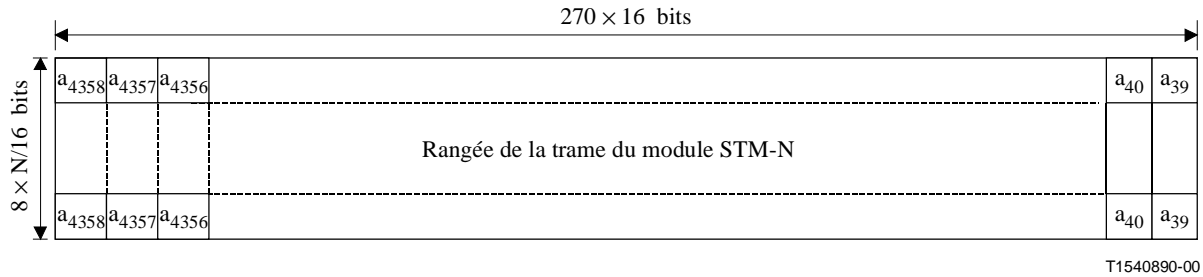 270 × 16 bits
8 × N/16 bits
a4358 a4357 a4356 a40 a39
Rangée de la trame du module STM-N
a4358 a4357 a4356 a40 a39
T1540890-00